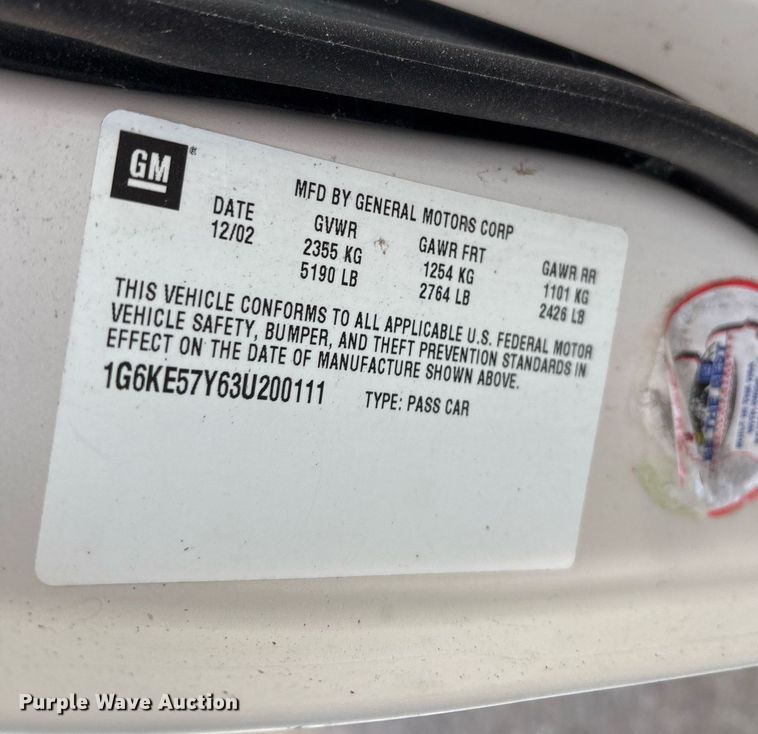 GM
MFD BY GENERAL MOTORS CORP
DATE GVWR GAWR FRT GAWR RR
12/02 2355 KG 1254 KG 1101 KG
5190 LB 2764 LB 2426 LB
THIS VEHICLE CONFORMS TO ALL APPLICABLE U.S. FEDERAL MOTOR
VEHICLE SAFETY, BUMPER, AND THEFT PREVENTION STANDARDS IN
EFFECT ON THE DATE OF MANUFACTURE SHOWN ABOVE.
1G6KE57Y63U200111 TYPE: PASS CAR
THE BEST
Purple Wave Auction